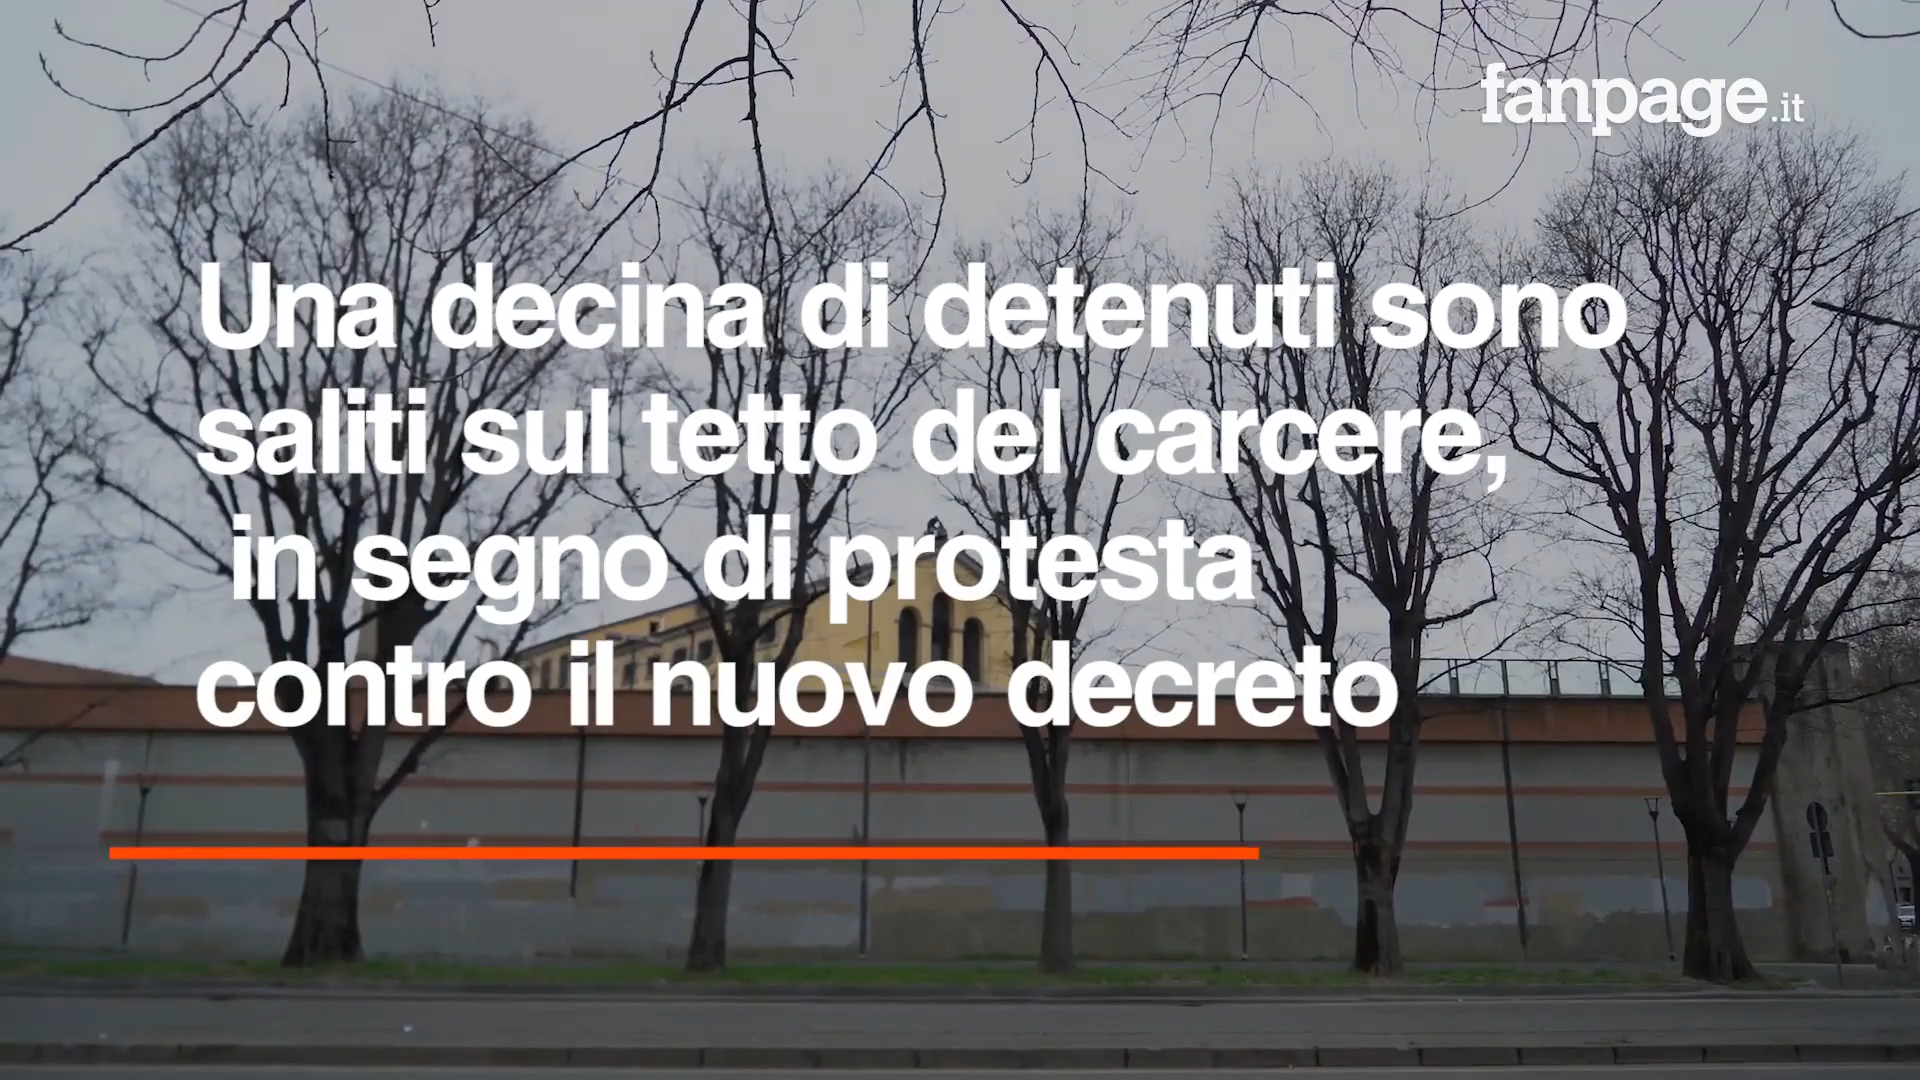 fanpage.it
Una decina di detenuti sono
saliti sul tetto del carcere,
in segno di protesta
contro il nuovo decreto